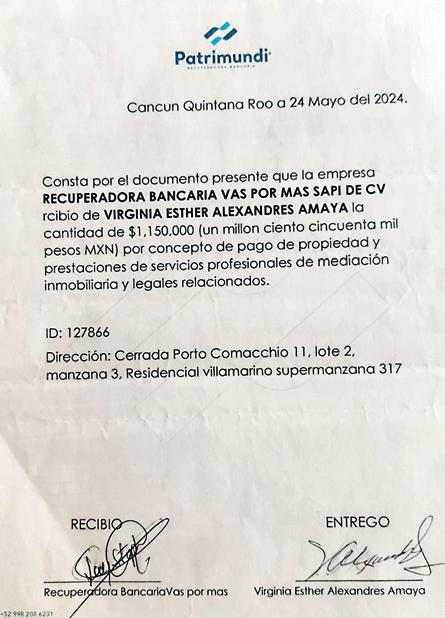 Patrimundi
RECUPERADORA BANCARIA
Cancun Quintana Roo a 24 Mayo del 2024.
Consta por el documento presente que la empresa
RECUPERADORA BANCARIA VAS POR MAS SAPI DE CV
rcibio de VIRGINIA ESTHER ALEXANDRES AMAYA la
cantidad de $1,150,000 (un millon ciento cincuenta mil
pesos MXN) por concepto de pago de propiedad y
prestaciones de servicios profesionales de mediación
inmobiliaria y legales relacionados.
ID: 127866
Dirección: Cerrada Porto Comacchio 11, lote 2,
manzana 3, Residencial villamarino supermanzana 317
RECIBIO
ENTREGO
Recuperadora BancariaVas por mas
Virginia Esther Alexandres Amaya
+52 998 208 6231